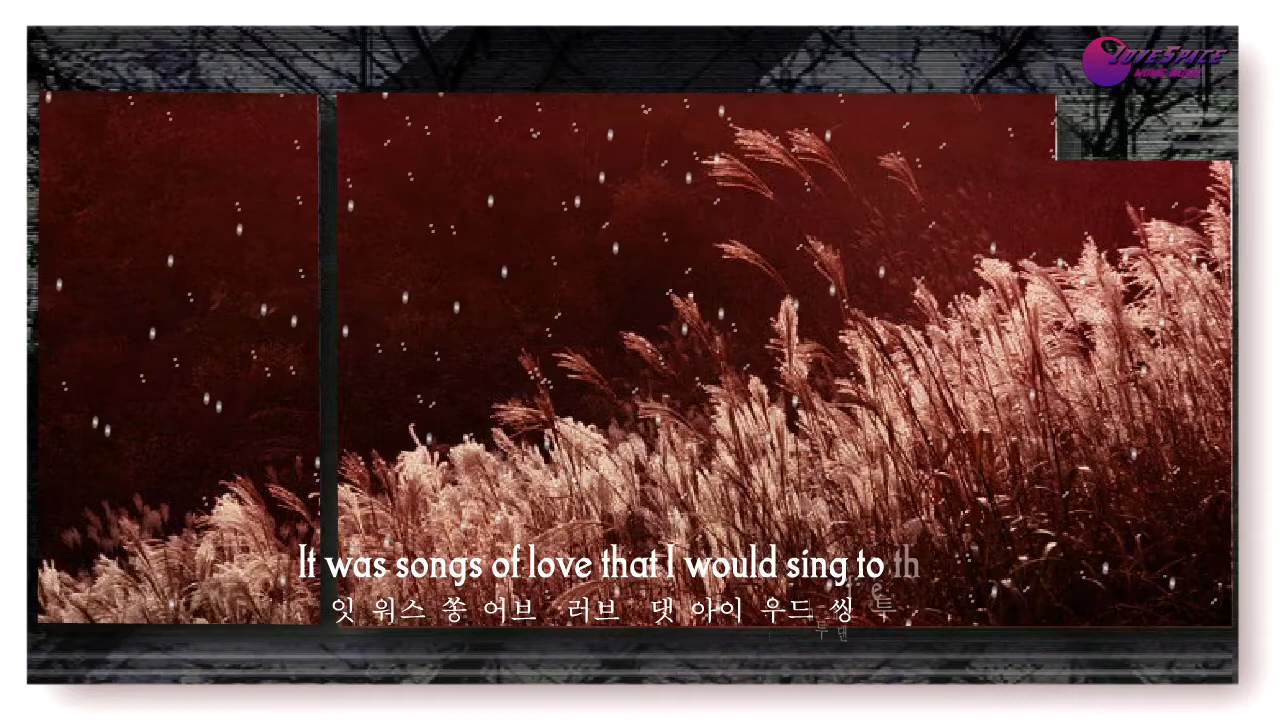 LOVESPICE
It was songs of love that I would sing to th
잇 워스 쏭 어브 러브 댓 아이 우드 씽 투